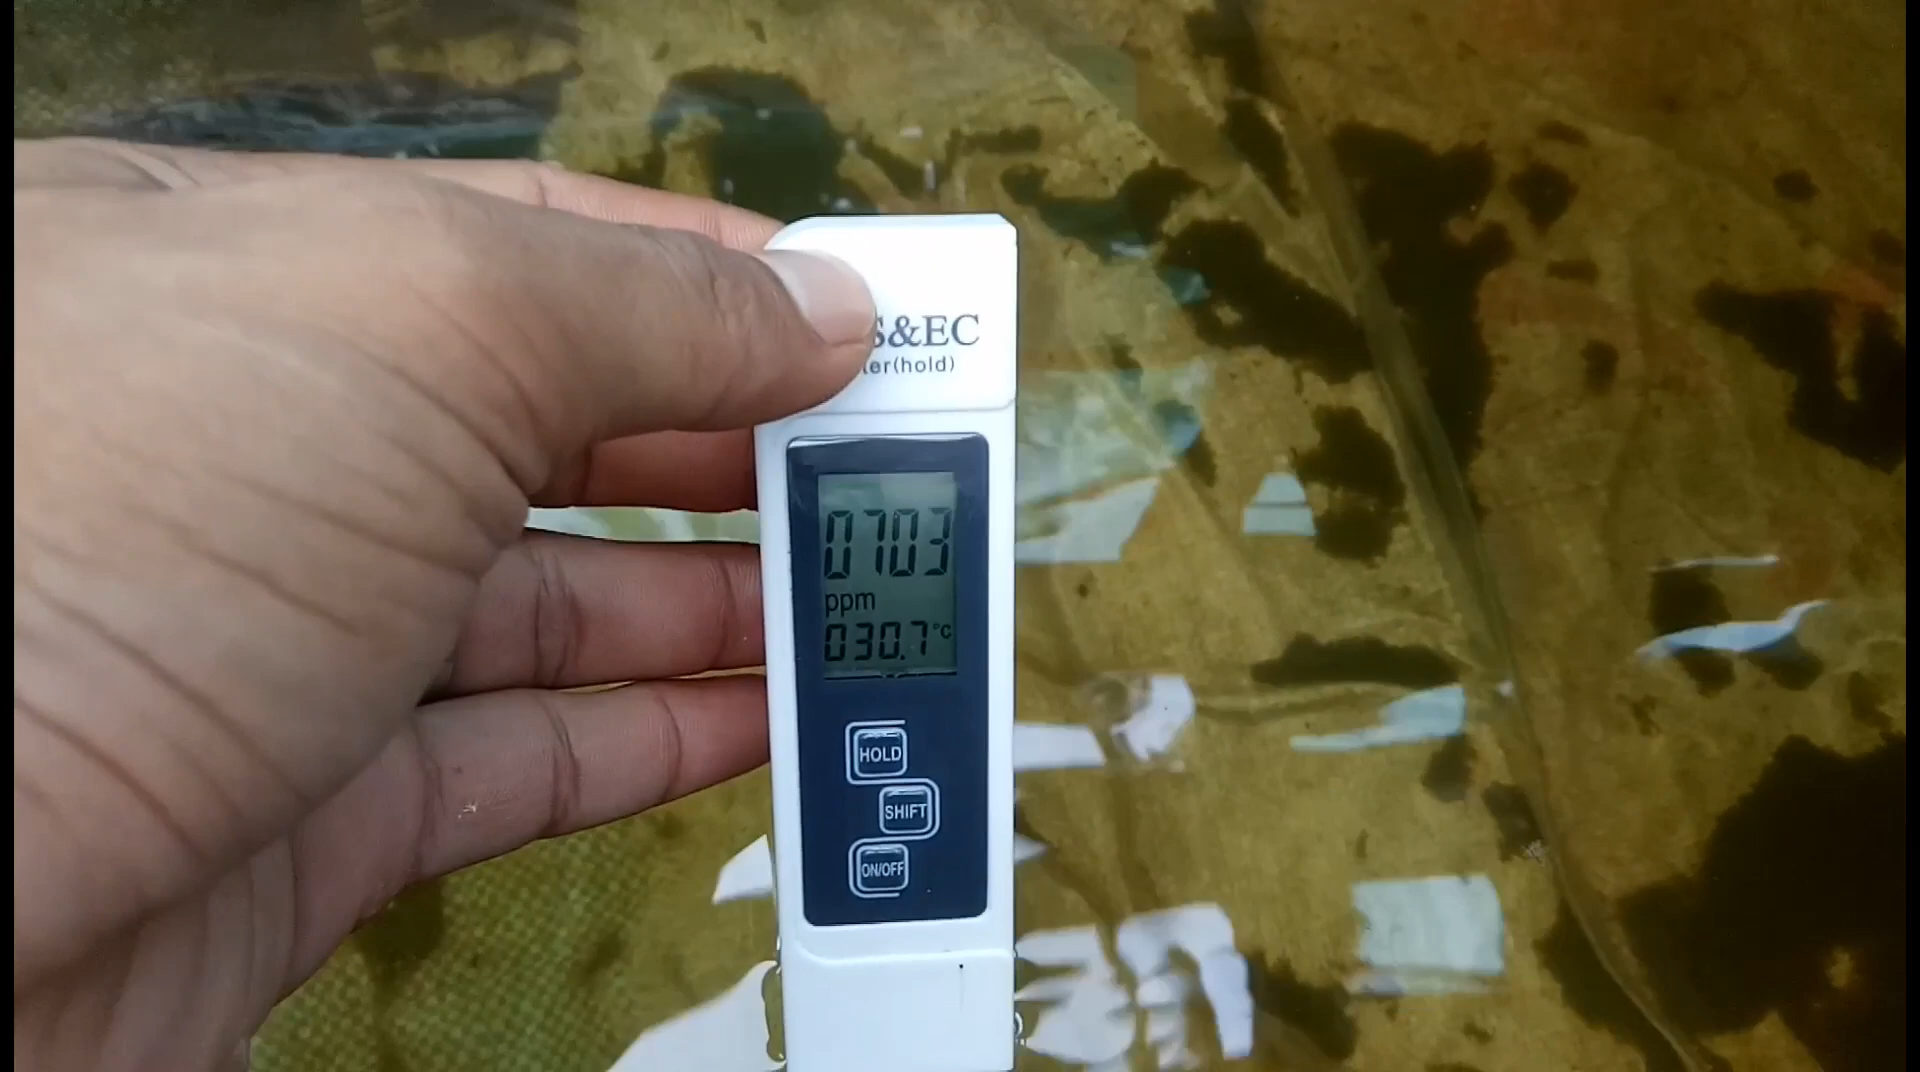 S&EC
ter(hold)
0703
ppm
030.7 °C
HOLD
SHIFT
ON/OFF